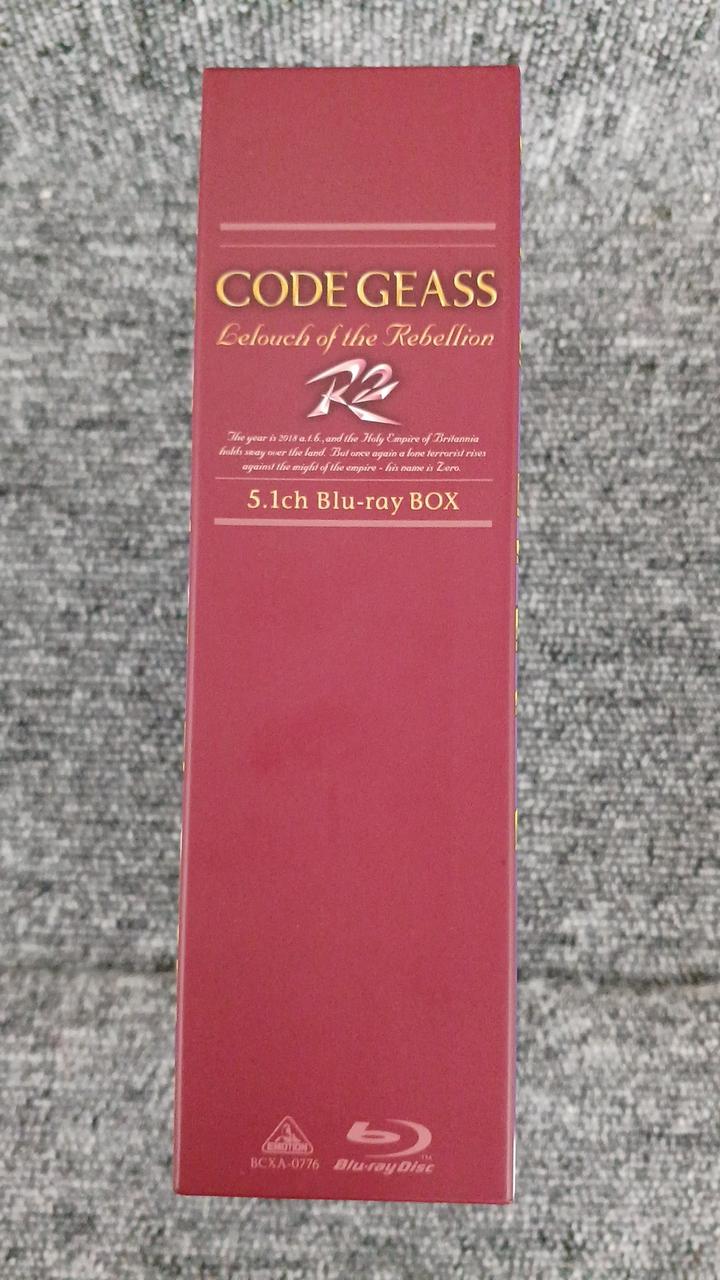 CODE GEASS
Lelouch of the Rebellion
R2
The year is 2018 a.t.b., and the Holy Empire of Britannia
holds sway over the land. But once again a lone terrorist rises
against the might of the empire - his name is Zero.
5.1ch Blu-ray BOX
EMOTION
BCXA-0776
Blu-ray Disc™